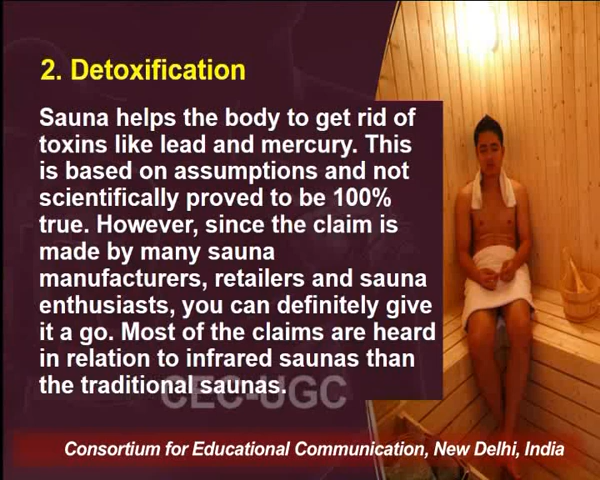 2. Detoxification
Sauna helps the body to get rid of
toxins like lead and mercury. This
is based on assumptions and not
scientifically proved to be 100%
true. However, since the claim is
made by many sauna
manufacturers, retailers and sauna
enthusiasts, you can definitely give
it a go. Most of the claims are heard
in relation to infrared saunas than
the traditional saunas.
CEC-UGC
Consortium for Educational Communication, New Delhi, India